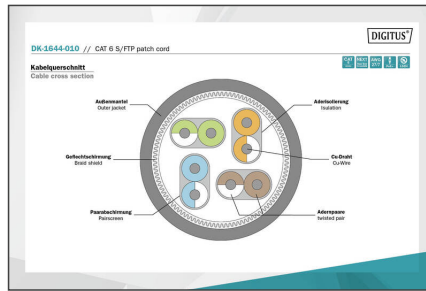 DIGITUS®
DK-1644-010 // CAT 6 S/FTP patch cord
Kabelquerschnitt
Cable cross section
Außenmantel
Outer jacket
Aderisolierung
Insulation
Geflechtschirmung
Braid shield
Cu-Draht
Cu-Wire
Paarabschirmung
Pairscreen
Adernpaare
twisted pair